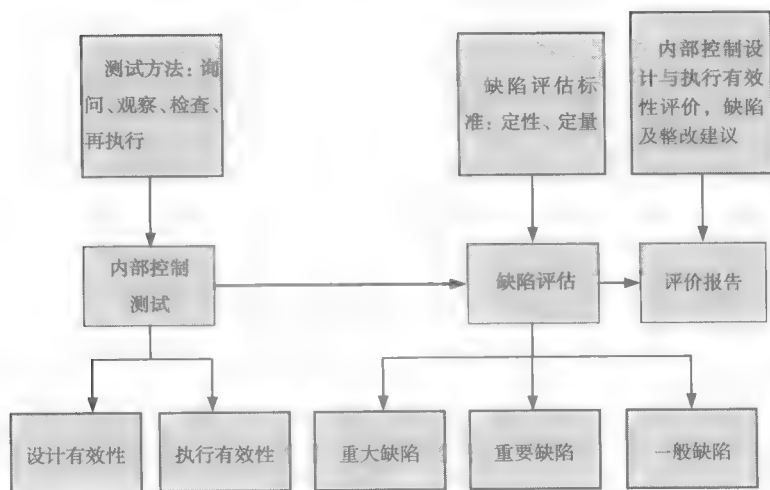 测试方法：询
问、观察、检查、
再执行
缺陷评估标
准：定性、定量
内部控制设
计与执行有效
性评价，缺陷
及整改建议
内部控制
测试
缺陷评估
评价报告
设计有效性
执行有效性
重大缺陷
重要缺陷
一般缺陷